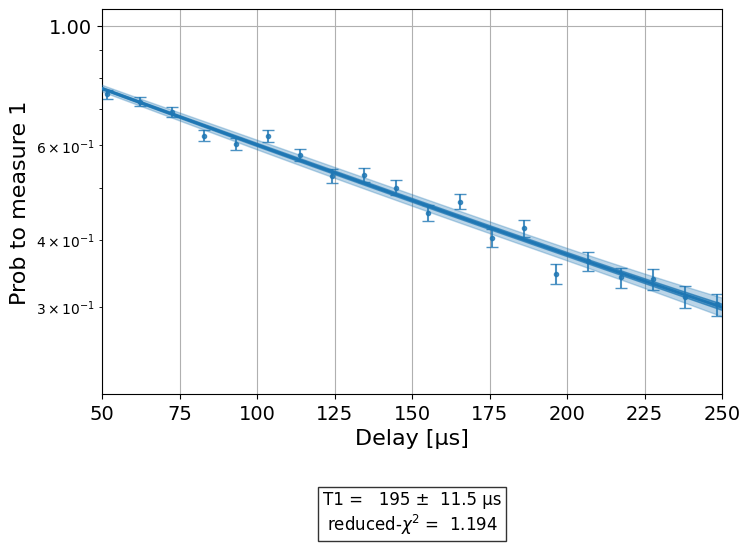 1.00
6 × 10⁻¹
4 × 10⁻¹
3 × 10⁻¹
Prob to measure 1
50 75 100 125 150 175 200 225 250
Delay [µs]
T1 = 195 ± 11.5 µs
reduced-χ² = 1.194